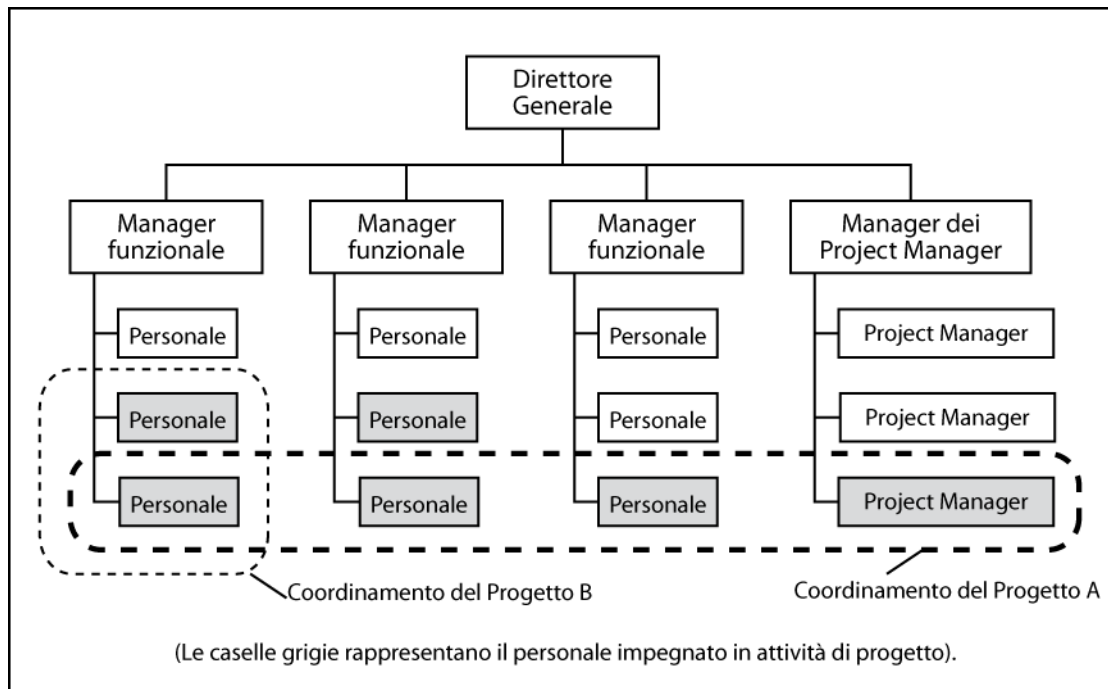 Direttore
Generale
Manager
funzionale
Manager
funzionale
Manager
funzionale
Manager dei
Project Manager
Personale
Personale
Personale
Project Manager
Personale
Personale
Personale
Project Manager
Personale
Personale
Personale
Project Manager
Coordinamento del Progetto B
Coordinamento del Progetto A
(Le caselle grigie rappresentano il personale impegnato in attività di progetto).